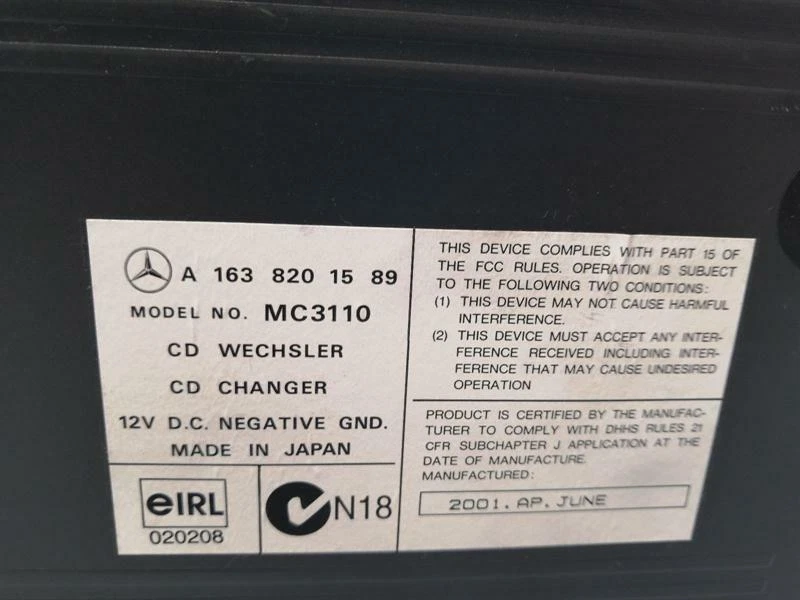 A 163 820 15 89
MODEL NO. MC3110
CD WECHSLER
CD CHANGER
12V D.C. NEGATIVE GND.
MADE IN JAPAN
eIRL
020208
N18
THIS DEVICE COMPLIES WITH PART 15 OF
THE FCC RULES. OPERATION IS SUBJECT
TO THE FOLLOWING TWO CONDITIONS:
(1) THIS DEVICE MAY NOT CAUSE HARMFUL
INTERFERENCE.
(2) THIS DEVICE MUST ACCEPT ANY INTER-
FERENCE RECEIVED INCLUDING INTER-
FERENCE THAT MAY CAUSE UNDESIRED
OPERATION
PRODUCT IS CERTIFIED BY THE MANUFAC-
TURER TO COMPLY WITH DHHS RULES 21
CFR SUBCHAPTER J APPLICATION AT THE
DATE OF MANUFACTURE.
MANUFACTURED:
2001.AP.JUNE